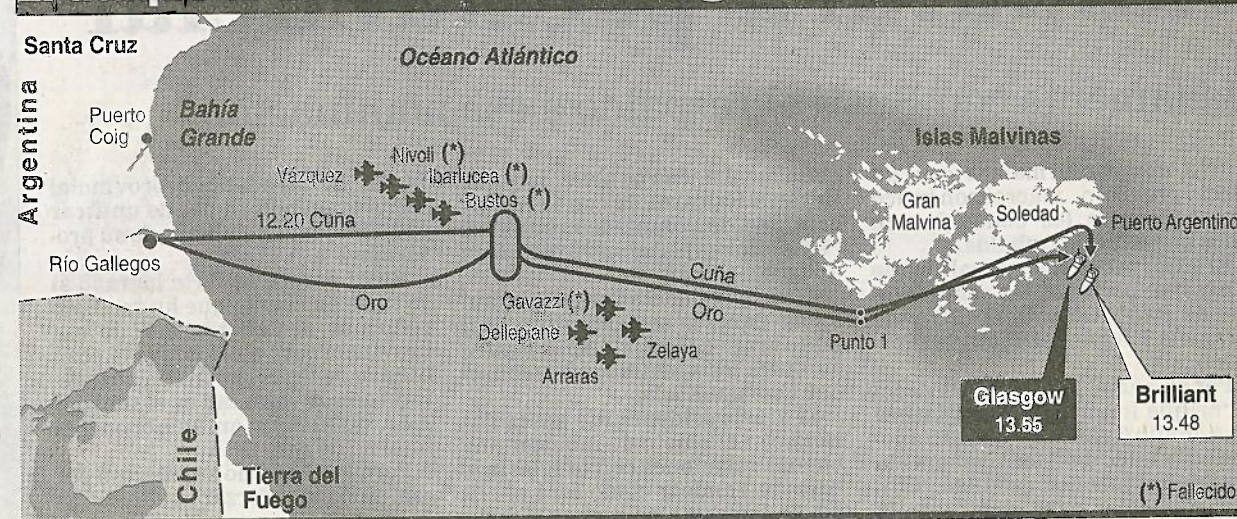 Santa Cruz
Argentina
Océano Atlántico
Puerto
Coig
Bahía
Grande
Nivoli (*)
Vázquez
Ibarlucea (*)
Bustos (*)
12.20 Cuña
Río Gallegos
Oro
Islas Malvinas
Gran
Malvina
Soledad
Puerto Argentino
Cuña
Oro
Gavazzi (*)
Dellepiane
Zelaya
Arraras
Punto 1
Glasgow
13.55
Brilliant
13.48
Chile
Tierra del
Fuego
(*) Fallecido